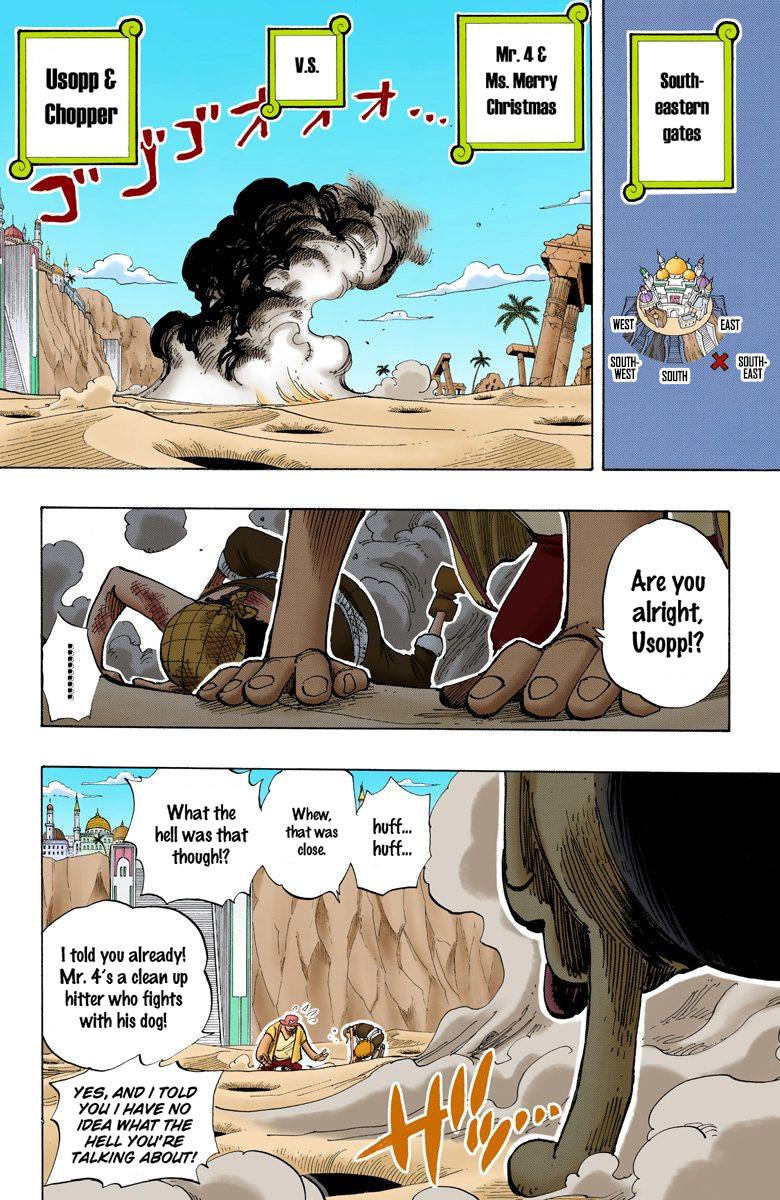 Usopp &
Chopper
V.S.
Mr. 4 &
Ms. Merry
Christmas
South-
eastern
gates
ゴゴゴオオオ...
WEST
EAST
SOUTH-
WEST
SOUTH
SOUTH-
EAST
Are you
alright,
Usopp!?
What the
hell was that
though!?
Whew,
that was
close.
huff...
huff...
I told you already!
Mr. 4's a clean up
hitter who fights
with his dog!
YES, AND I TOLD
YOU I HAVE NO
IDEA WHAT THE
HELL YOU'RE
TALKING ABOUT!
ザッ...